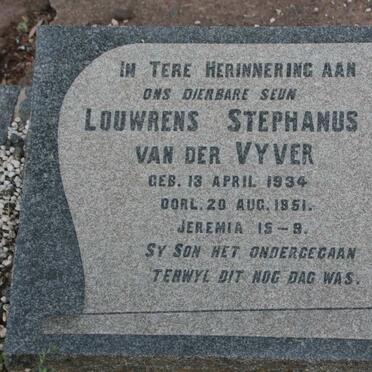 IN TERE HERINNERING AAN
ONS DIERBARE SEUN
LOUWRENS STEPHANUS
VAN DER VYVER
GEB. 13 APRIL 1934
OORL. 20 AUG. 1951.
JEREMIA 15-9.
SY SON HET ONDERGEGAAN
TERWYL DIT NOG DAG WAS.